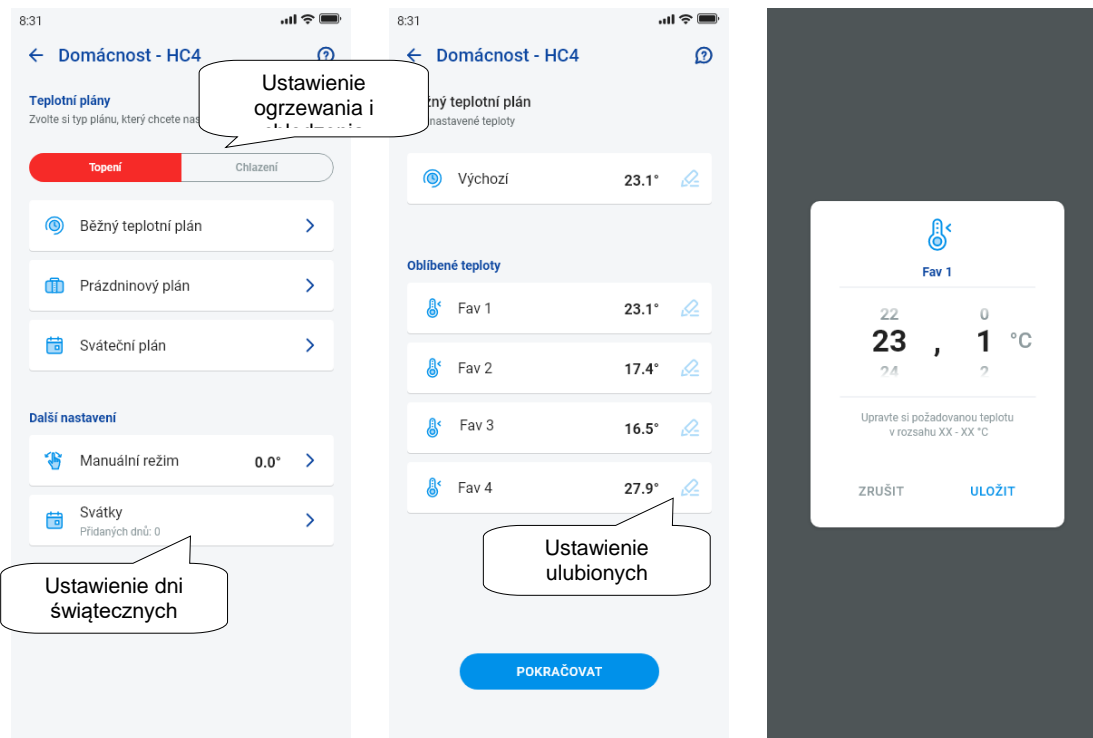 8:31
Domácnost - HC4
Teplotní plány
Zvolte si typ plánu, který chcete nas
Ustawienie
ogrzewania i
Topení
Chlazení
Běžný teplotní plán
Prázdninový plán
Sváteční plán
Další nastavení
Manuální režim
0.0°
Svátky
Přidaných dnů: 0
Ustawienie dni
świątecznych
8:31
Domácnost - HC4
žný teplotní plán
nastavené teploty
Výchozí
23.1°
Oblíbené teploty
Fav 1
23.1°
Fav 2
17.4°
Fav 3
16.5°
Fav 4
27.9°
Ustawienie
ulubionych
POKRAČOVAT
Fav 1
22 0
23 , 1 °C
24 2
Upravte si požadovanou teplotu
v rozsahu XX - XX °C
ZRUŠIT
ULOŽIT